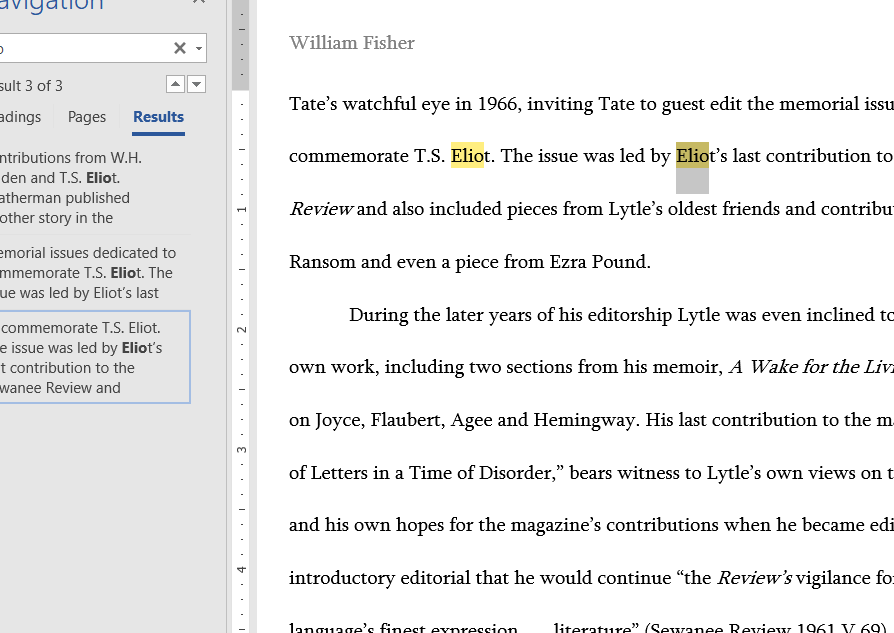 avigation
o
sult 3 of 3
adings Pages Results
ntributions from W.H.
den and T.S. Eliot.
atherman published
other story in the
emorial issues dedicated to
mmemorate T.S. Eliot. The
ue was led by Eliot's last
commemorate T.S. Eliot.
e issue was led by Eliot's
t contribution to the
wanee Review and
1
2
3
4
William Fisher
Tate's watchful eye in 1966, inviting Tate to guest edit the memorial issu
commemorate T.S. Eliot. The issue was led by Eliot's last contribution to
Review and also included pieces from Lytle's oldest friends and contribu
Ransom and even a piece from Ezra Pound.
During the later years of his editorship Lytle was even inclined to
own work, including two sections from his memoir, A Wake for the Livi
on Joyce, Flaubert, Agee and Hemingway. His last contribution to the ma
of Letters in a Time of Disorder,” bears witness to Lytle's own views on t
and his own hopes for the magazine's contributions when he became edi
introductory editorial that he would continue “the Review's vigilance for
language's finest expression . . . literature” (Sewanee Review 1961 V 69)